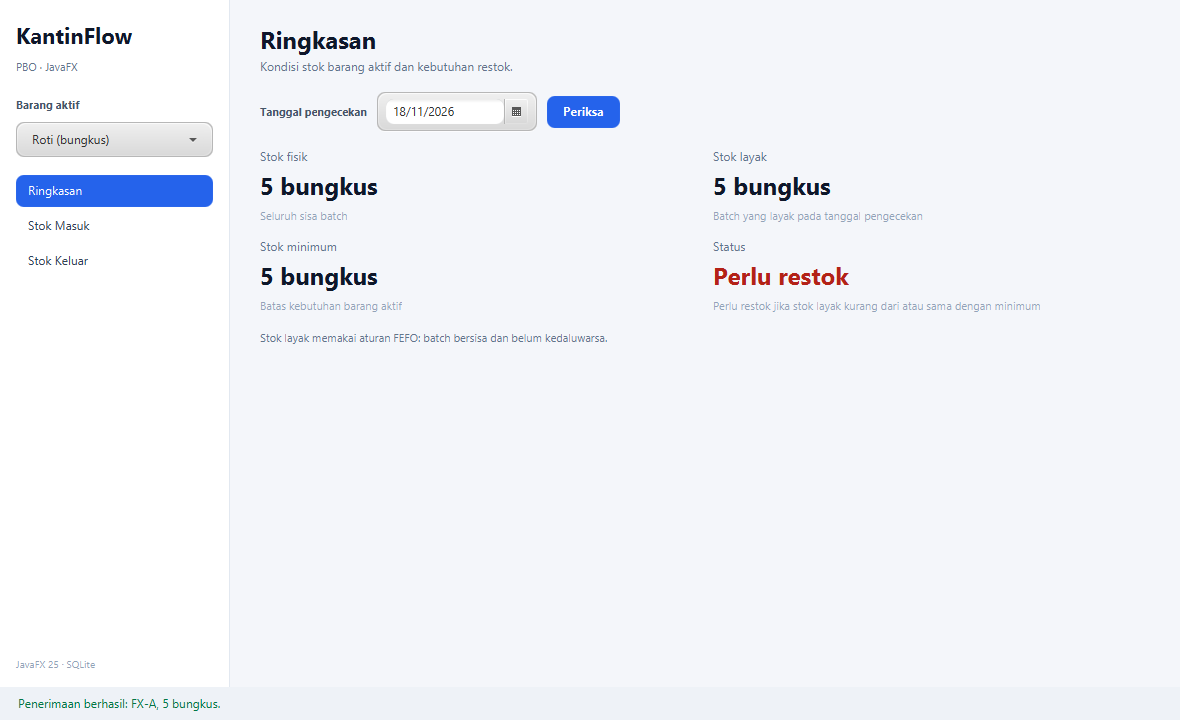 KantinFlow
PBO · JavaFX
Barang aktif
Roti (bungkus)
Ringkasan
Stok Masuk
Stok Keluar
JavaFX 25 · SQLite
Ringkasan
Kondisi stok barang aktif dan kebutuhan restok.
Tanggal pengecekan
18/11/2026
Periksa
Stok fisik
5 bungkus
Seluruh sisa batch
Stok layak
5 bungkus
Batch yang layak pada tanggal pengecekan
Stok minimum
5 bungkus
Batas kebutuhan barang aktif
Status
Perlu restok
Perlu restok jika stok layak kurang dari atau sama dengan minimum
Stok layak memakai aturan FEFO: batch bersisa dan belum kedaluwarsa.
Penerimaan berhasil: FX-A, 5 bungkus.